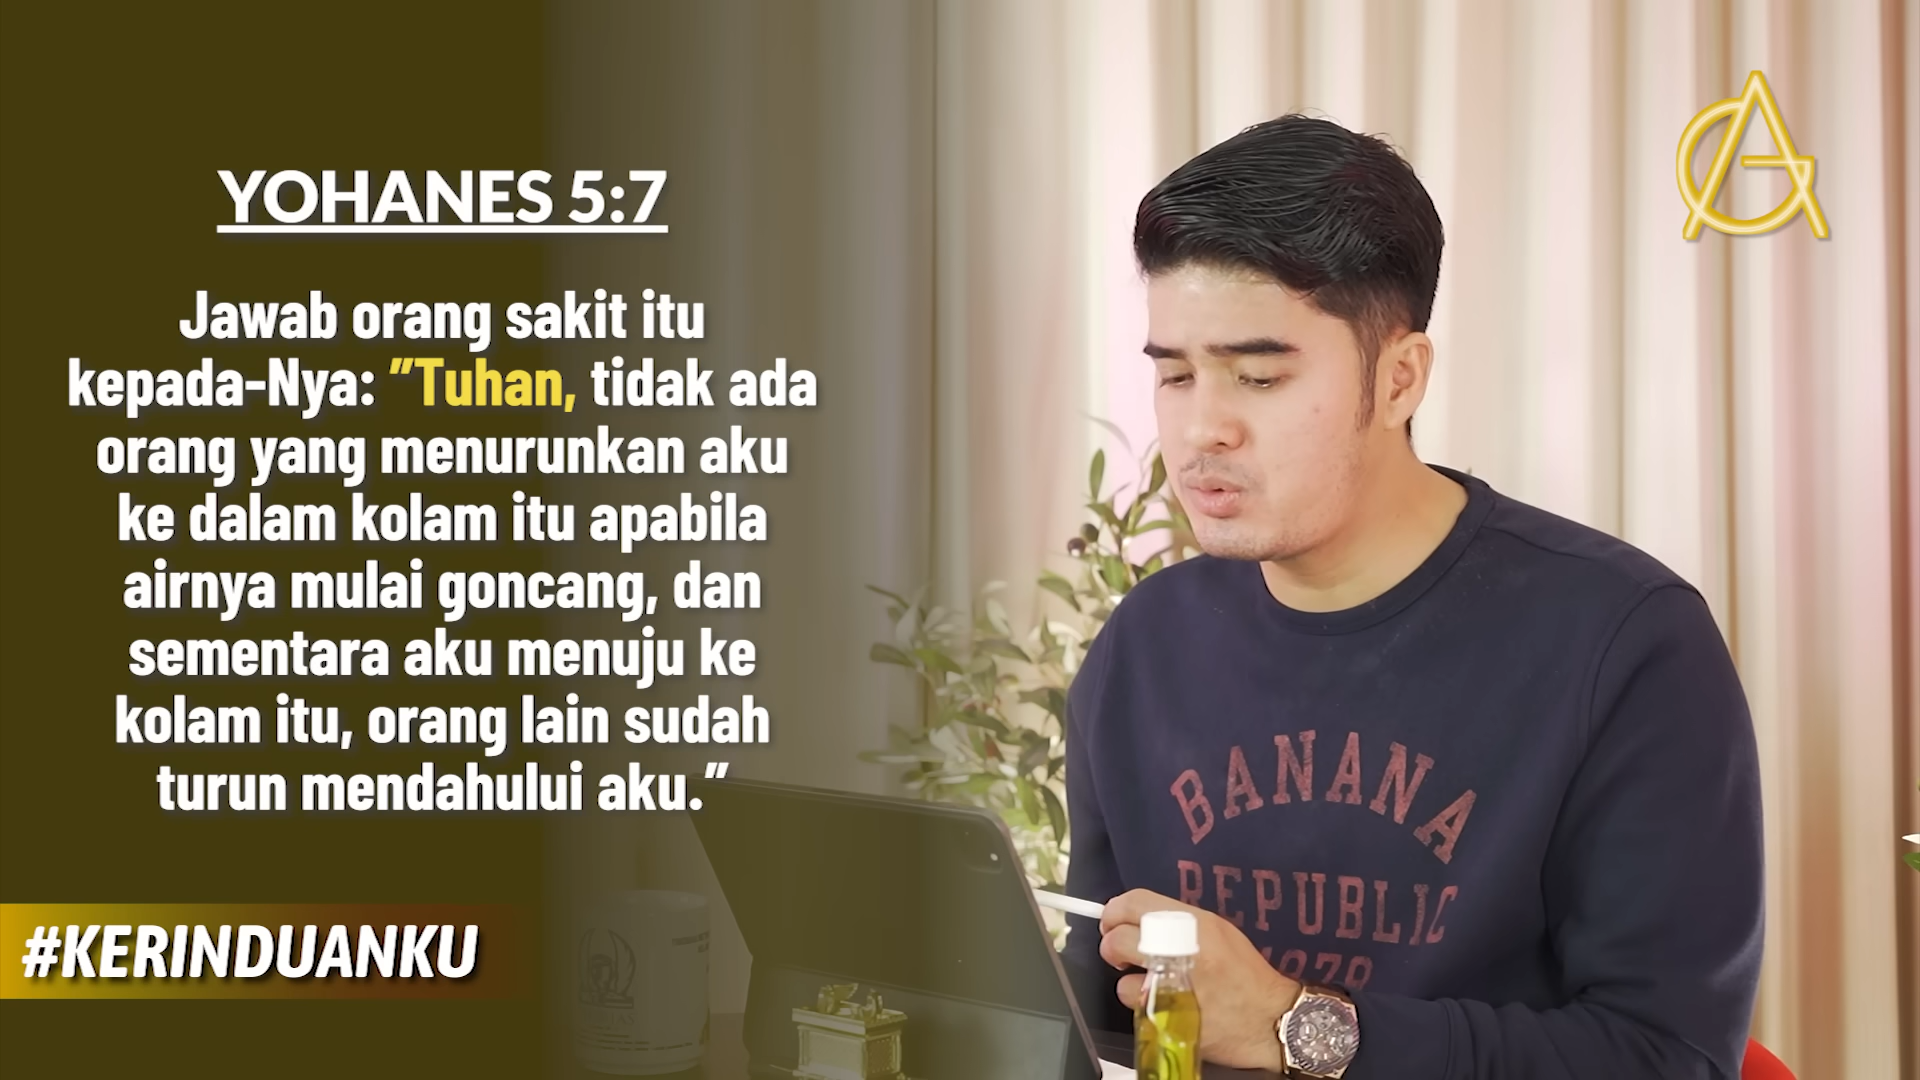 YOHANES 5:7
Jawab orang sakit itu
kepada-Nya: ”Tuhan, tidak ada
orang yang menurunkan aku
ke dalam kolam itu apabila
airnya mulai goncang, dan
sementara aku menuju ke
kolam itu, orang lain sudah
turun mendahului aku.”
#KERINDUANKU
BANANA
REPUBLIC
1978